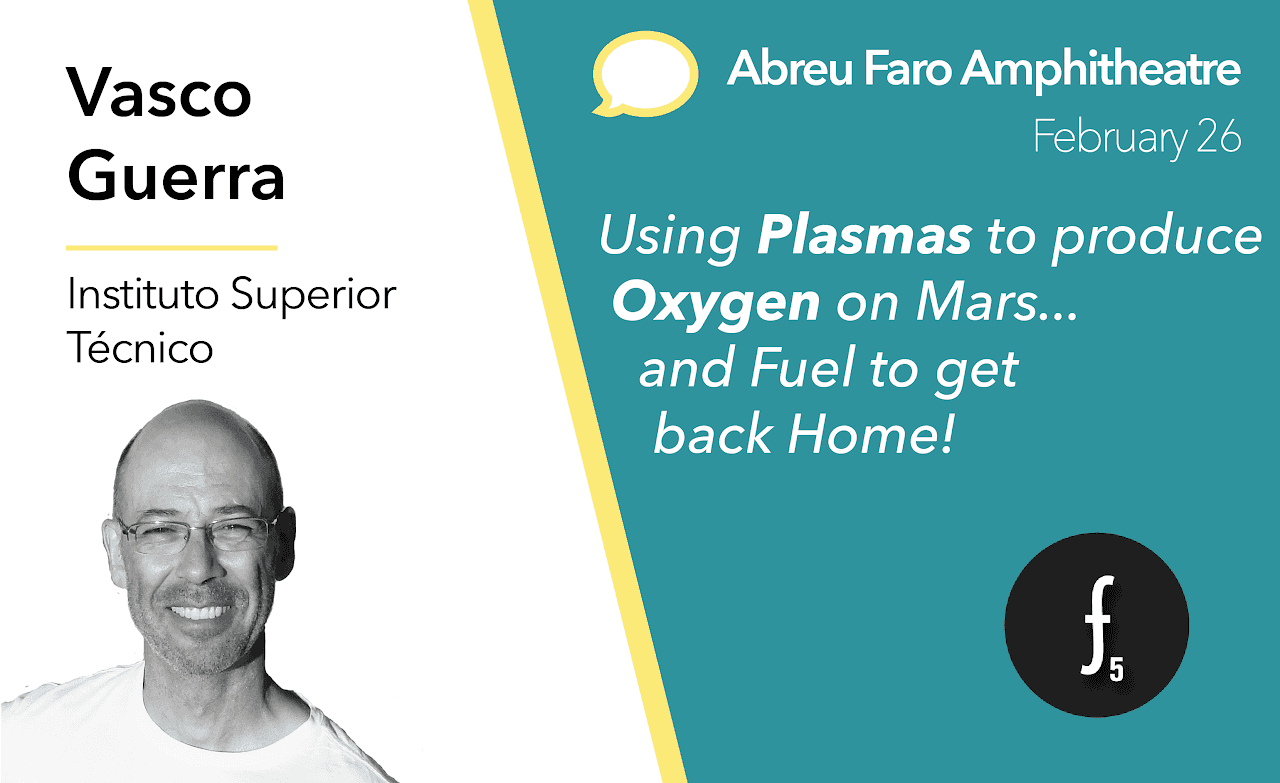 Vasco
Guerra
Instituto Superior
Técnico
Abreu Faro Amphitheatre
February 26
Using Plasmas to produce
Oxygen on Mars...
and Fuel to get
back Home!
f5